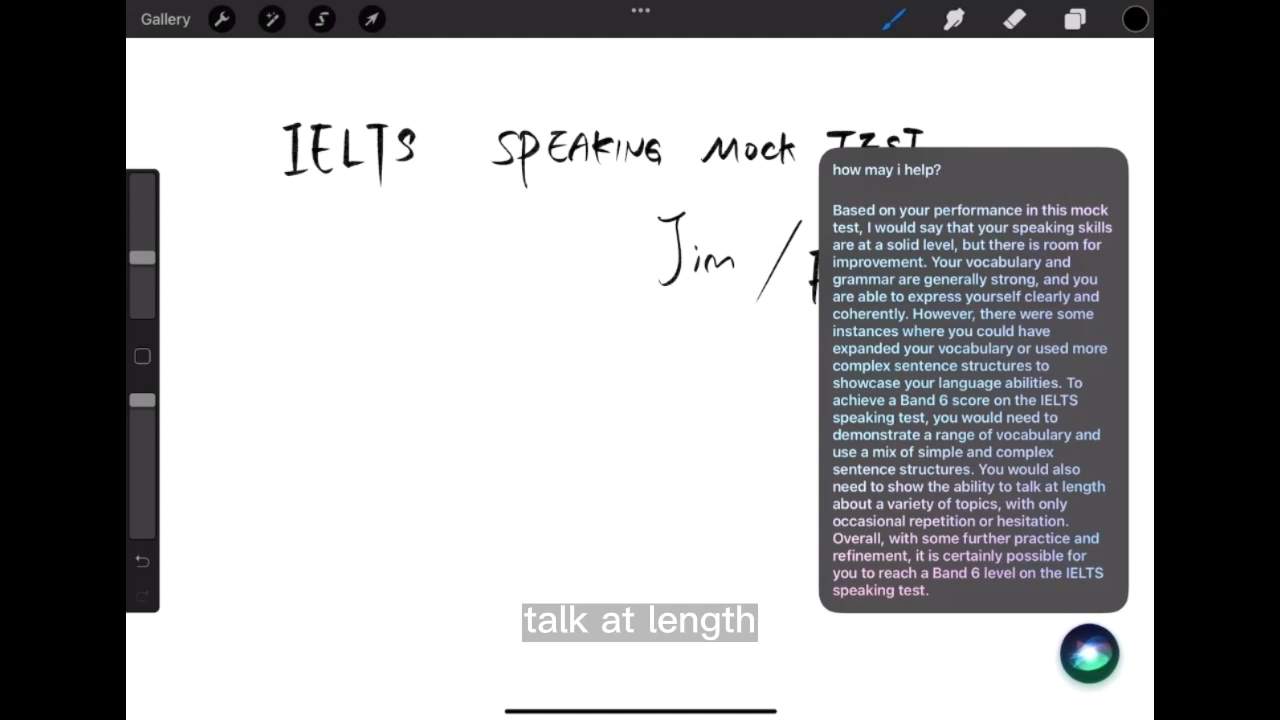 Gallery
IELTS SPEAKING MOCK TEST
Jim /
how may i help?
Based on your performance in this mock
test, I would say that your speaking skills
are at a solid level, but there is room for
improvement. Your vocabulary and
grammar are generally strong, and you
are able to express yourself clearly and
coherently. However, there were some
instances where you could have
expanded your vocabulary or used more
complex sentence structures to
showcase your language abilities. To
achieve a Band 6 score on the IELTS
speaking test, you would need to
demonstrate a range of vocabulary and
use a mix of simple and complex
sentence structures. You would also
need to show the ability to talk at length
about a variety of topics, with only
occasional repetition or hesitation.
Overall, with some further practice and
refinement, it is certainly possible for
you to reach a Band 6 level on the IELTS
speaking test.
talk at length